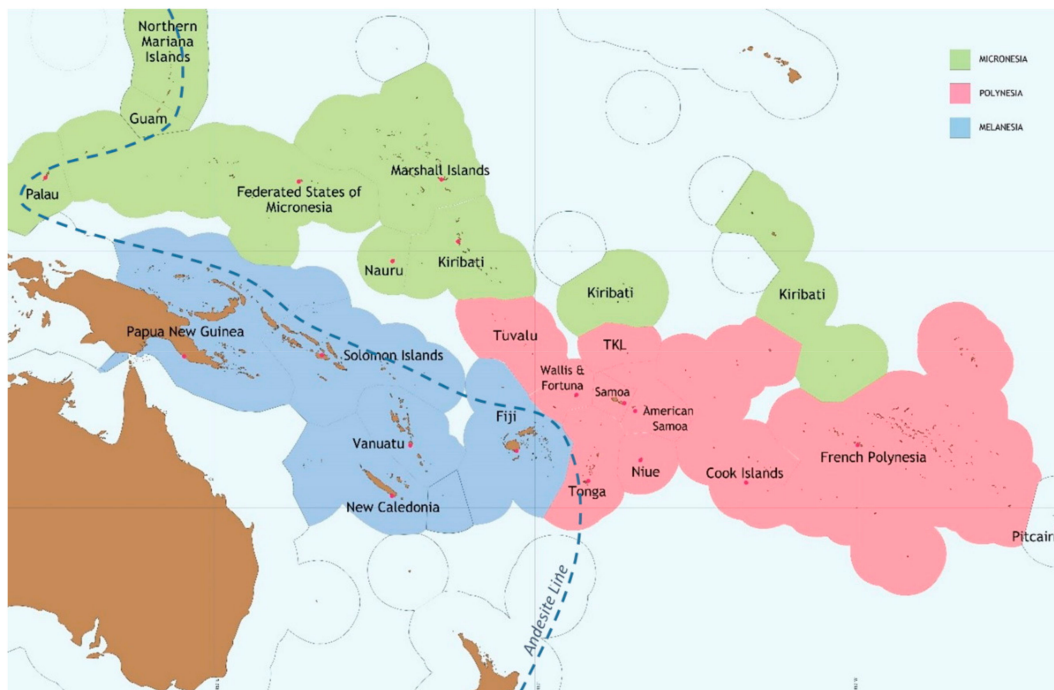 Northern
Mariana
Islands
MICRONESIA
POLYNESIA
MELANESIA
Guam
Palau
Federated States of
Micronesia
Marshall Islands
Nauru
Kiribati
Kiribati
Kiribati
Papua New Guinea
Solomon Islands
Tuvalu
TKL
Wallis &
Fortuna
Samoa
American
Samoa
Fiji
Vanuatu
New Caledonia
Tonga
Niue
Cook Islands
French Polynesia
Pitcair
Andesite Line